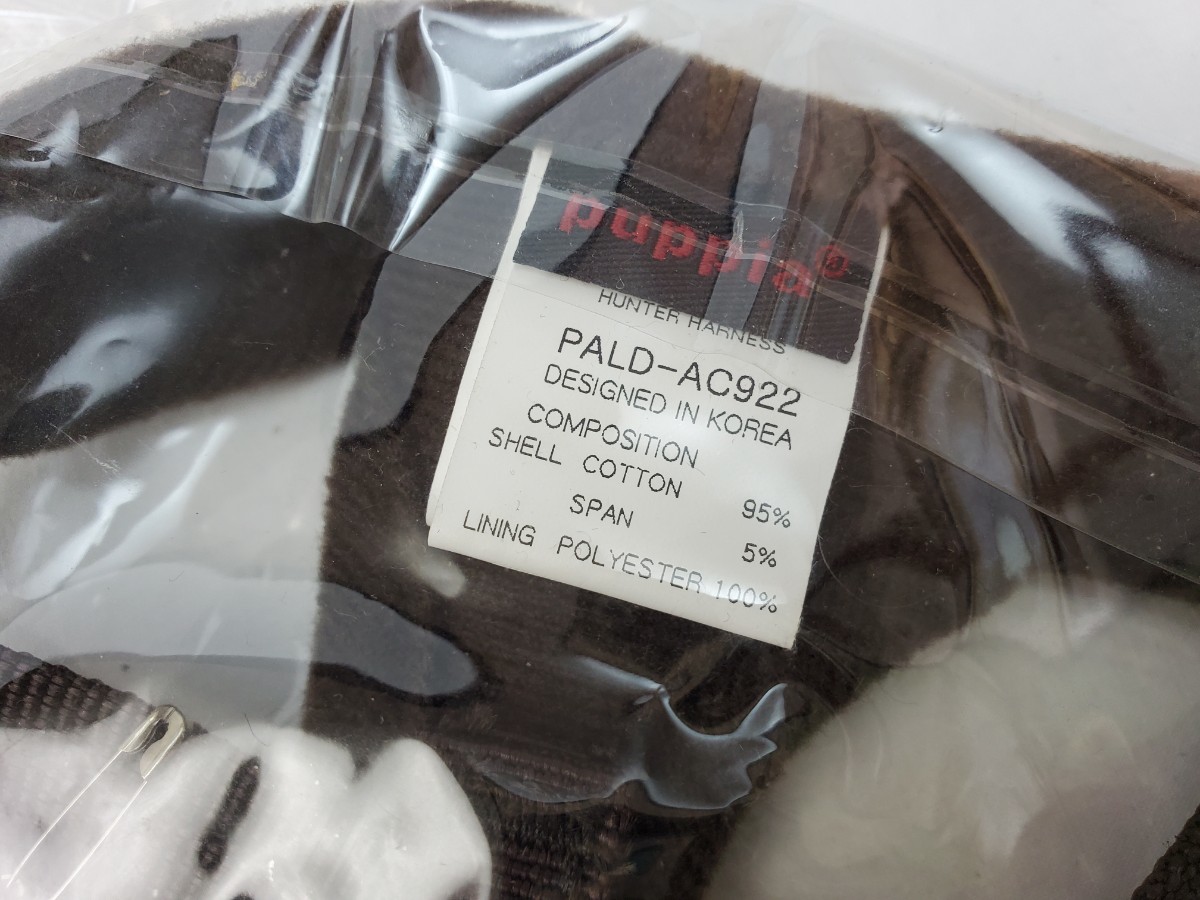 puppia®
HUNTER HARNESS
PALD-AC922
DESIGNED IN KOREA
COMPOSITION
SHELL COTTON 95%
SPAN 5%
LINING POLYESTER 100%